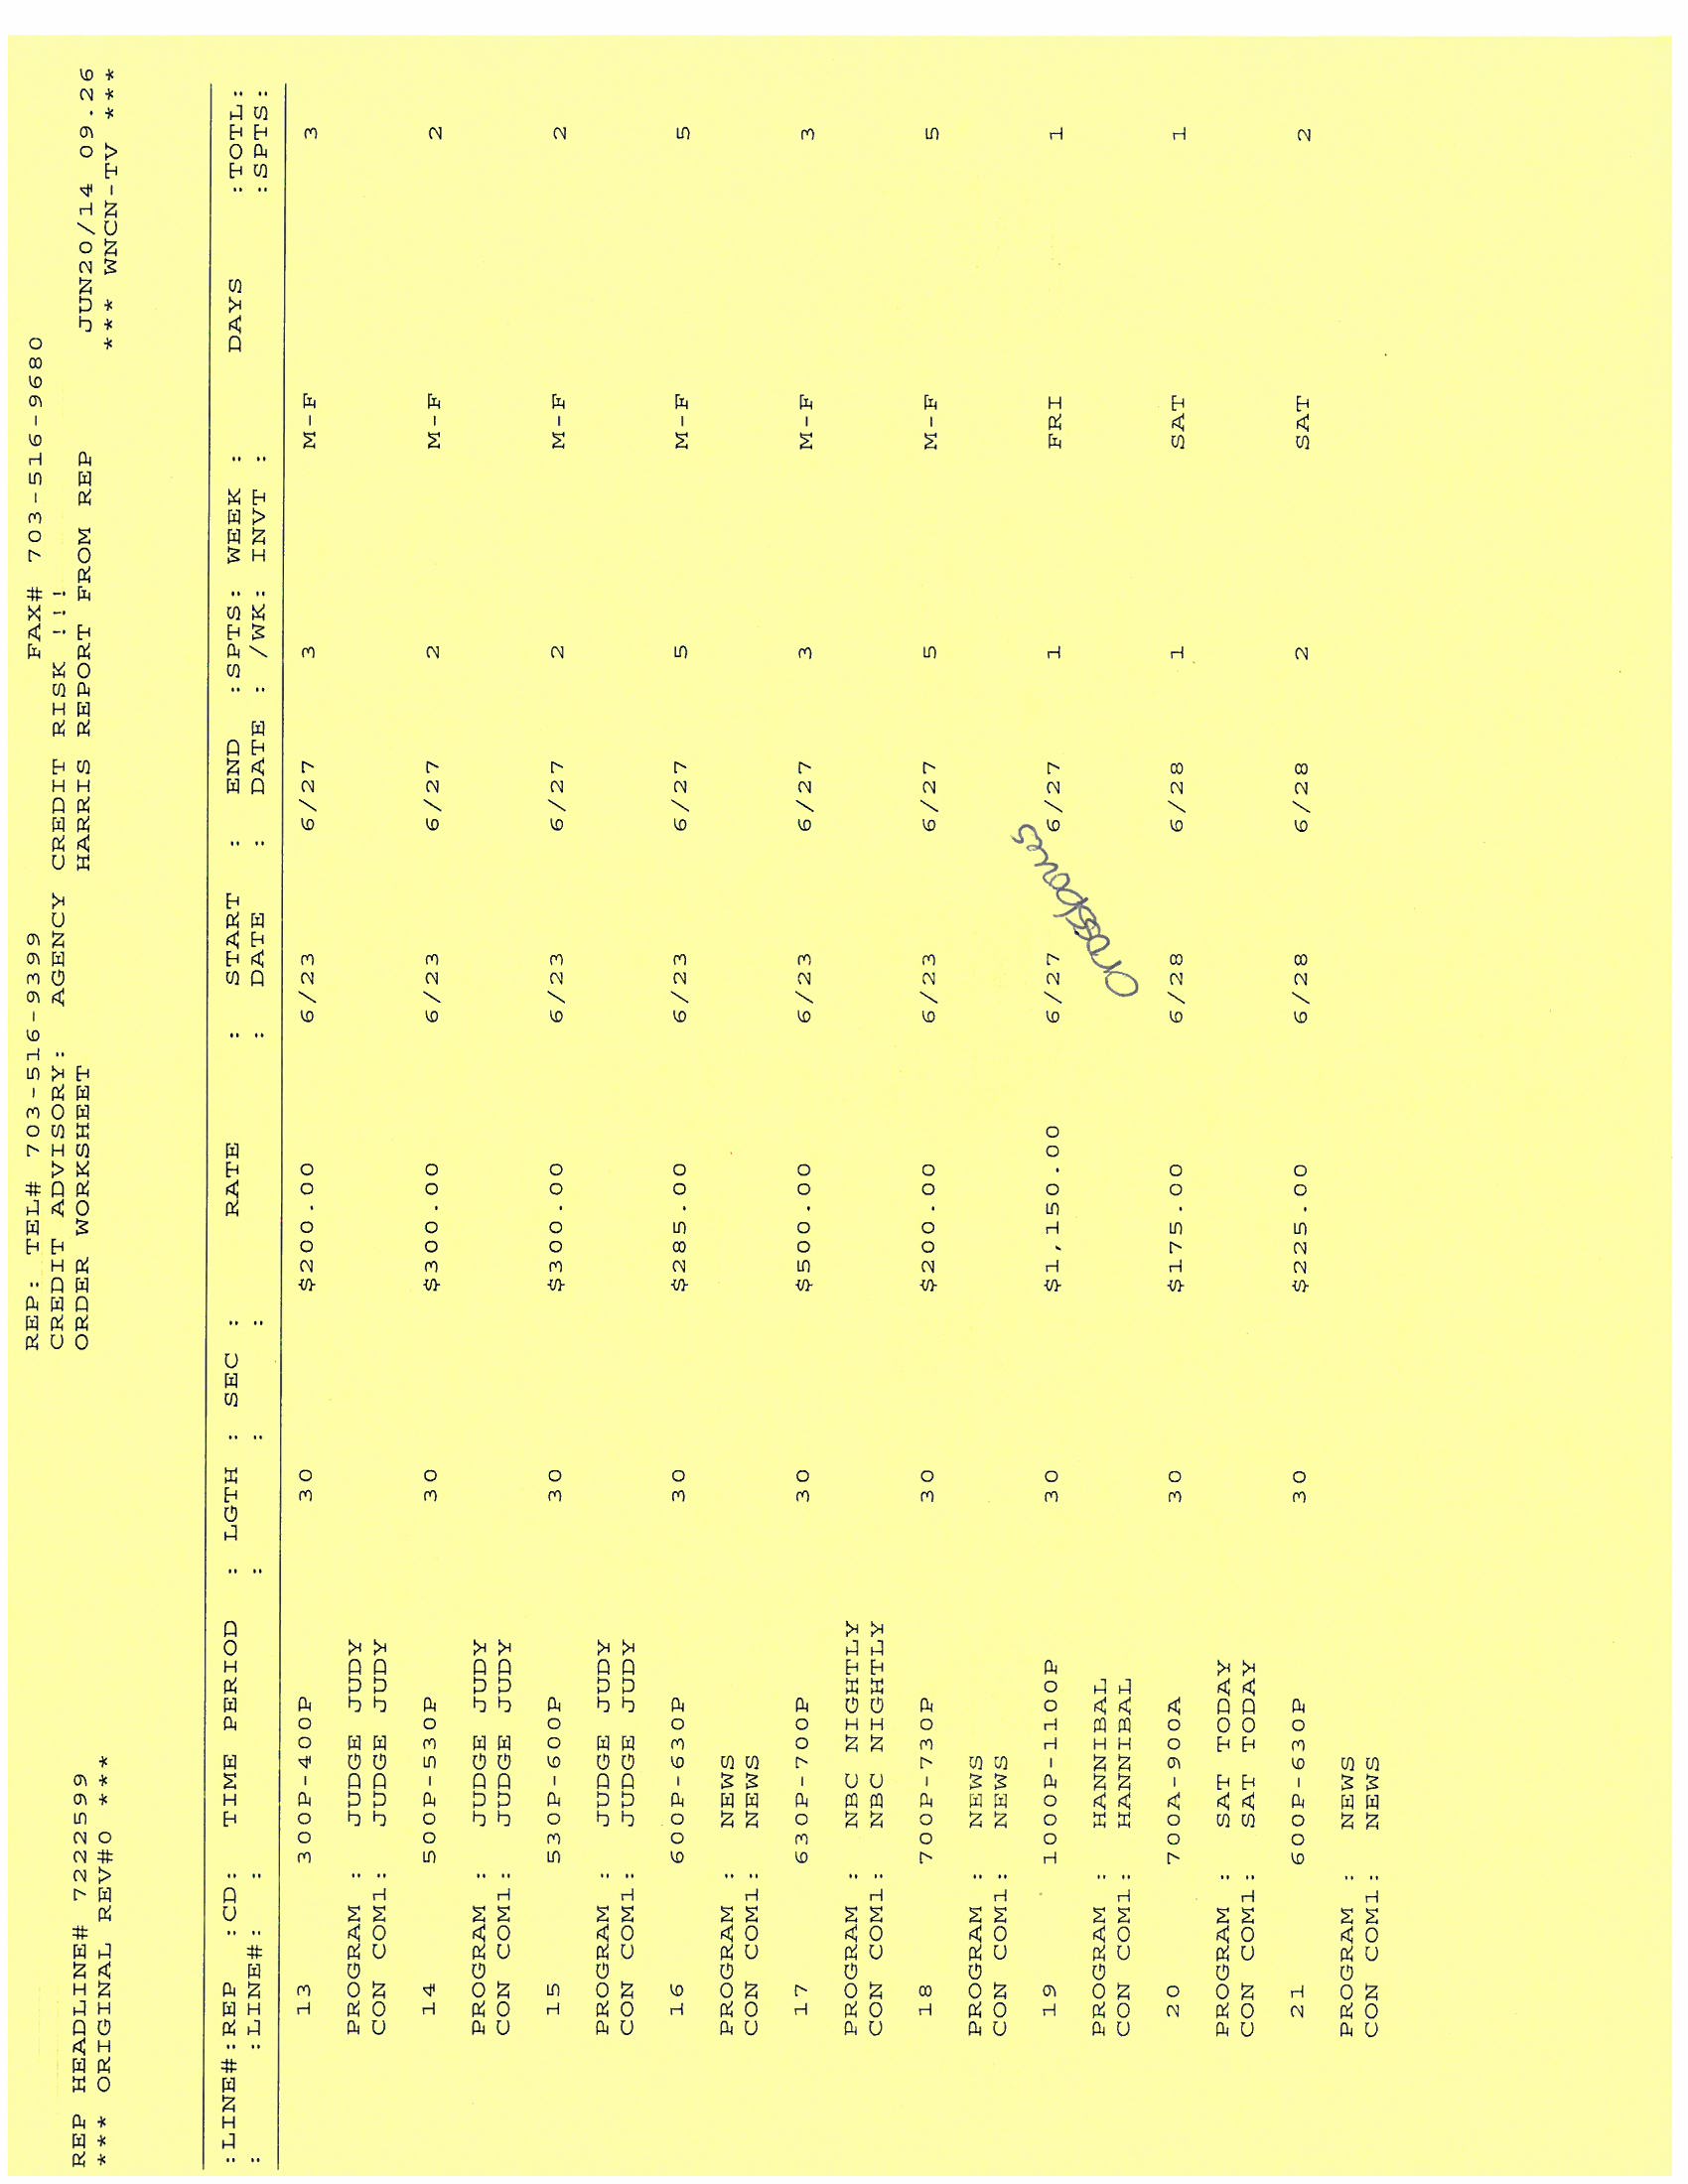 REP: TEL# 703-516-9399 FAX# 703-516-9680
CREDIT ADVISORY: AGENCY CREDIT RISK !!!
REP HEADLINE# 7222599 ORDER WORKSHEET HARRIS REPORT FROM REP JUN20/14 09.26
*** ORIGINAL REV#0 *** *** WNCN-TV ***
:LINE#:REP :CD: TIME PERIOD : LGTH : SEC : RATE : START : END :SPTS: WEEK : DAYS :TOTL:
: :LINE#: : : : : DATE : DATE : /WK: INVT : :SPTS:
13 300P-400P 30 $200.00 6/23 6/27 3 M-F 3
PROGRAM : JUDGE JUDY
CON COM1: JUDGE JUDY
14 500P-530P 30 $300.00 6/23 6/27 2 M-F 2
PROGRAM : JUDGE JUDY
CON COM1: JUDGE JUDY
15 530P-600P 30 $300.00 6/23 6/27 2 M-F 2
PROGRAM : JUDGE JUDY
CON COM1: JUDGE JUDY
16 600P-630P 30 $285.00 6/23 6/27 5 M-F 5
PROGRAM : NEWS
CON COM1: NEWS
17 630P-700P 30 $500.00 6/23 6/27 3 M-F 3
PROGRAM : NBC NIGHTLY
CON COM1: NBC NIGHTLY
18 700P-730P 30 $200.00 6/23 6/27 5 M-F 5
PROGRAM : NEWS
CON COM1: NEWS
19 1000P-1100P 30 $1,150.00 6/27 6/27 1 FRI 1
PROGRAM : HANNIBAL
CON COM1: HANNIBAL
Crossbones
20 700A-900A 30 $175.00 6/28 6/28 1 SAT 1
PROGRAM : SAT TODAY
CON COM1: SAT TODAY
21 600P-630P 30 $225.00 6/28 6/28 2 SAT 2
PROGRAM : NEWS
CON COM1: NEWS